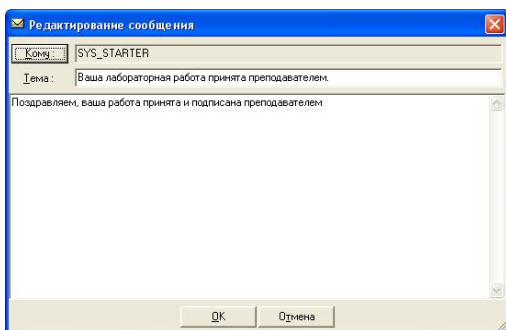 Редактирование сообщения
Кому: SYS_STARTER
Тема: Ваша лабораторная работа принята преподавателем.
Поздравляем, ваша работа принята и подписана преподавателем
OK Отмена